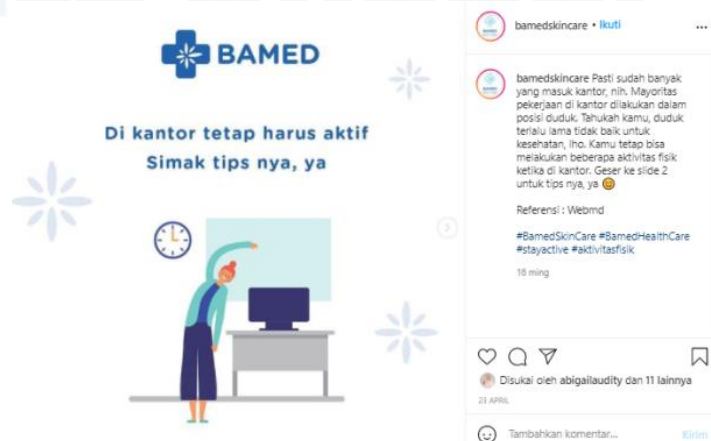 BAMED
Di kantor tetap harus aktif
Simak tips nya, ya
bamedskincare • Ikuti
bamedskincare Pasti sudah banyak
yang masuk kantor, nih. Mayoritas
pekerjaan di kantor dilakukan dalam
posisi duduk. Tahukah kamu, duduk
terlalu lama tidak baik untuk
kesehatan, lho. Kamu tetap bisa
melakukan beberapa aktivitas fisik
ketika di kantor. Geser ke slide 2
untuk tips nya, ya 😊
Referensi : Webmd
#BamedSkinCare #BamedHealthCare
#stayactive #aktivitasfisik
18 ming
Disukai oleh abigailaudity dan 11 lainnya
23 APRIL
Tambahkan komentar... Kirim